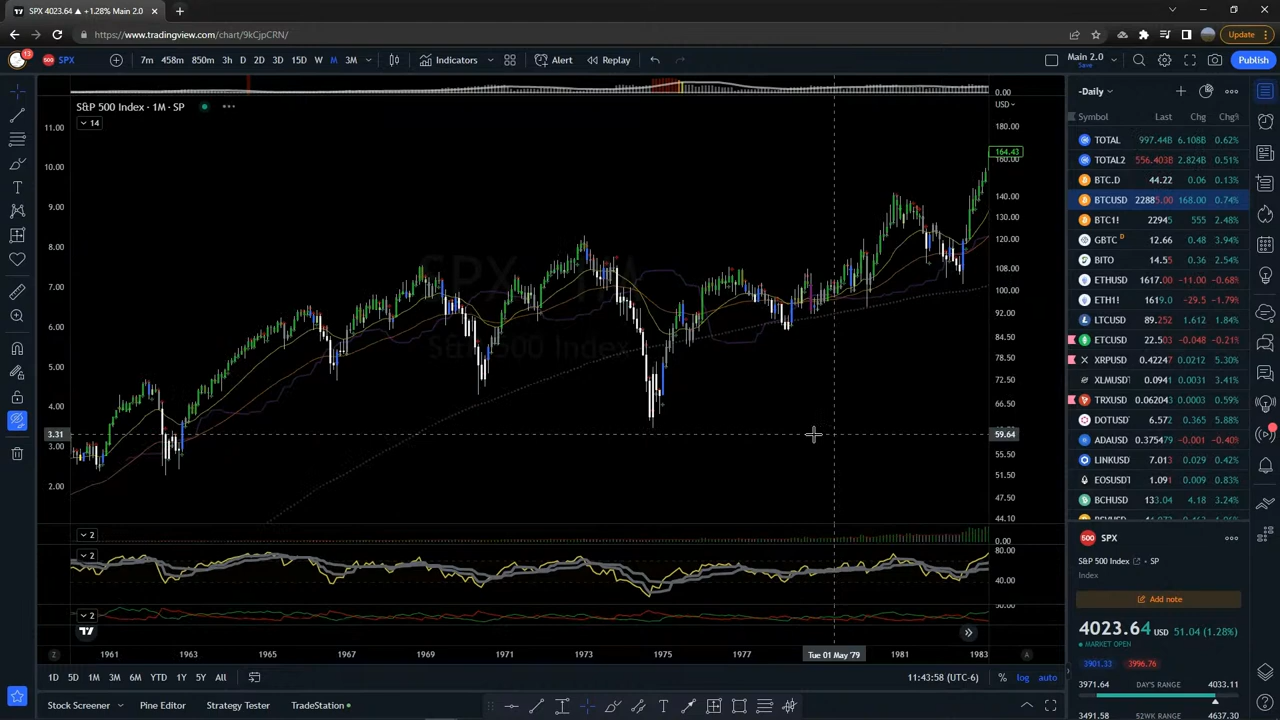 SPX 4023.64 ▲ +1.28% Main 2.0
https://www.tradingview.com/chart/9kCjpCRN/
Update
13
SPX
7m 458m 850m 3h D 2D 3D 15D W M 3M
Indicators
Alert
Replay
Main 2.0
Save
Publish
S&P 500 Index · 1M · SP
14
0.00
USD
180.00
164.43
160.00
140.00
130.00
120.00
108.00
100.00
92.00
84.50
78.50
72.50
66.50
59.64
55.50
51.50
47.50
44.10
11.00
10.00
9.00
8.00
7.00
6.00
5.00
4.00
3.31
3.00
2.00
S&P 500 Index
2
0.00
2
80.00
40.00
2
1961 1963 1965 1967 1969 1971 1973 1975 1977 Tue 01 May '79 1981 1983
Z
A
1D 5D 1M 3M 6M YTD 1Y 5Y All
11:43:58 (UTC-6) % log auto
Stock Screener Pine Editor Strategy Tester TradeStation
-Daily
Symbol Last Chg Chg%
TOTAL 997.44B 6.108B 0.62%
TOTAL2 556.403B 2.824B 0.51%
BTC.D 44.22 0.06 0.13%
BTCUSD 22885.00 168.00 0.74%
BTC1! 22945 555 2.48%
GBTC D 12.66 0.48 3.94%
BITO 14.55 0.36 2.54%
ETHUSD 1617.00 -11.00 -0.68%
ETH1! 1619.0 -29.5 -1.79%
LTCUSD 89.252 1.612 1.84%
ETCUSD 22.503 -0.048 -0.21%
XRPUSD 0.42247 0.0212 5.30%
XLMUSD 0.0941 0.0031 3.41%
TRXUSD 0.062043 0.0003 0.59%
DOTUSD 6.572 0.365 5.88%
ADAUSD 0.375479 -0.001 -0.40%
LINKUSD 7.013 0.029 0.42%
EOSUSD 1.091 0.009 0.83%
BCHUSD 133.04 4.18 3.24%
SPX
S&P 500 Index · SP
Index
Add note
4023.64 USD 51.04 (1.28%)
MARKET OPEN
3901.33 3996.76
3971.64 DAY'S RANGE 4033.11
3491.58 52WK RANGE 4637.30